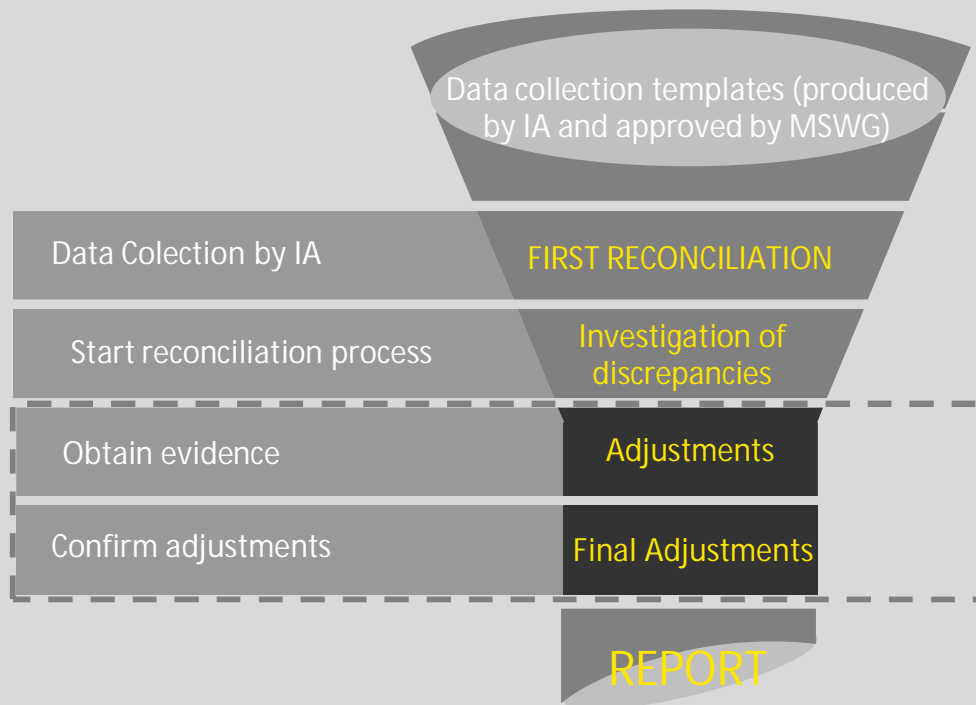 Data collection templates (produced
by IA and approved by MSWG)
Data Colection by IA
FIRST RECONCILIATION
Start reconciliation process
Investigation of
discrepancies
Obtain evidence
Adjustments
Confirm adjustments
Final Adjustments
REPORT